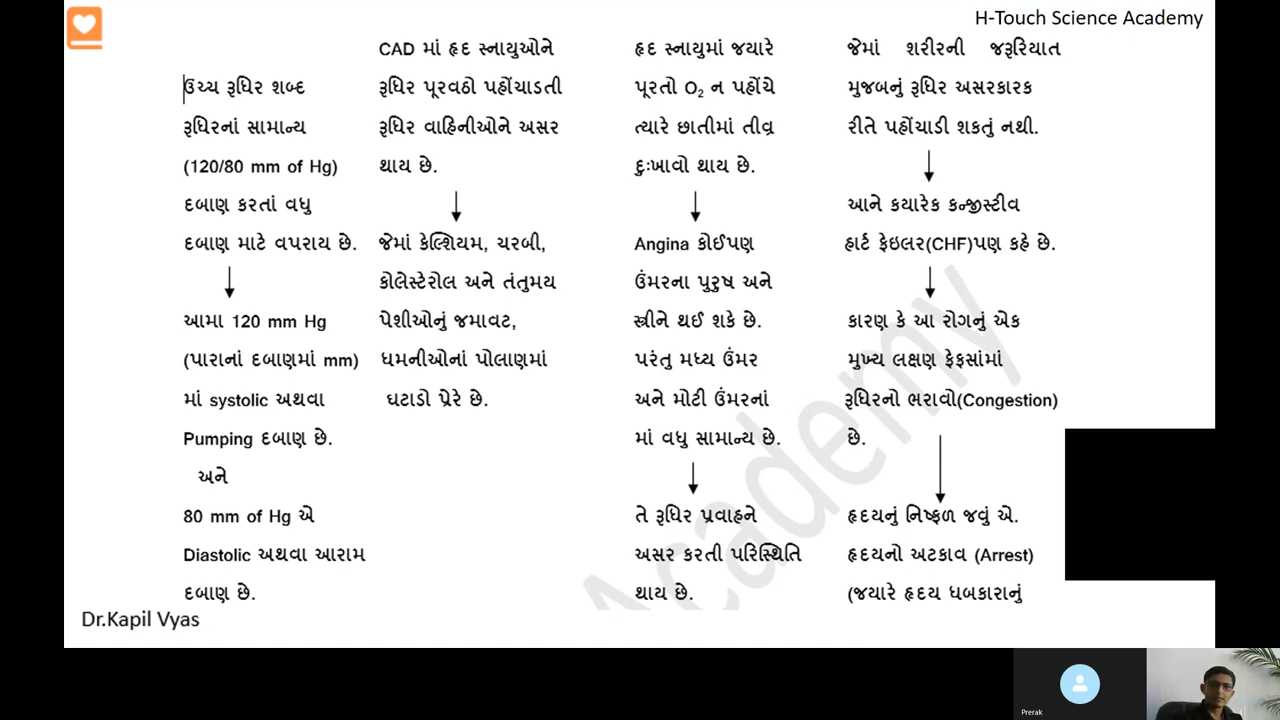 H-Touch Science Academy
ઉચ્ચ રૂધિર શબ્દ
રૂધિરનાં સામાન્ય
(120/80 mm of Hg)
દબાણ કરતાં વધુ
દબાણ માટે વપરાય છે.
આમા 120 mm Hg
(પારાનાં દબાણમાં mm)
માં systolic અથવા
Pumping દબાણ છે.
અને
80 mm of Hg એ
Diastolic અથવા આરામ
દબાણ છે.
CAD માં હૃદ સ્નાયુઓને
રૂધિર પૂરવઠો પહોંચાડતી
રૂધિર વાહિનીઓને અસર
થાય છે.
જેમાં કેલ્શિયમ, ચરબી,
કોલેસ્ટેરોલ અને તંતુમય
પેશીઓનું જમાવટ,
ધમનીઓનાં પોલાણમાં
ઘટાડો પ્રેરે છે.
હૃદ સ્નાયુમાં જયારે
પૂરતો O₂ ન પહોંચે
ત્યારે છાતીમાં તીવ્ર
દુઃખાવો થાય છે.
Angina કોઈપણ
ઉંમરના પુરુષ અને
સ્ત્રીને થઈ શકે છે.
પરંતુ મધ્ય ઉંમર
અને મોટી ઉંમરનાં
માં વધુ સામાન્ય છે.
તે રૂધિર પ્રવાહને
અસર કરતી પરિસ્થિતિ
થાય છે.
જેમાં શરીરની જરૂરિયાત
મુજબનું રૂધિર અસરકારક
રીતે પહોંચાડી શકતું નથી.
આને કયારેક કન્જીસ્ટીવ
હાર્ટ ફેઇલર(CHF)પણ કહે છે.
કારણ કે આ રોગનું એક
મુખ્ય લક્ષણ ફેફસાંમાં
રૂધિરનો ભરાવો(Congestion)
છે.
હૃદયનું નિષ્ફળ જવું એ.
હૃદયનો અટકાવ (Arrest)
(જયારે હૃદય ધબકારાનું
Dr.Kapil Vyas
Academy
Prerak